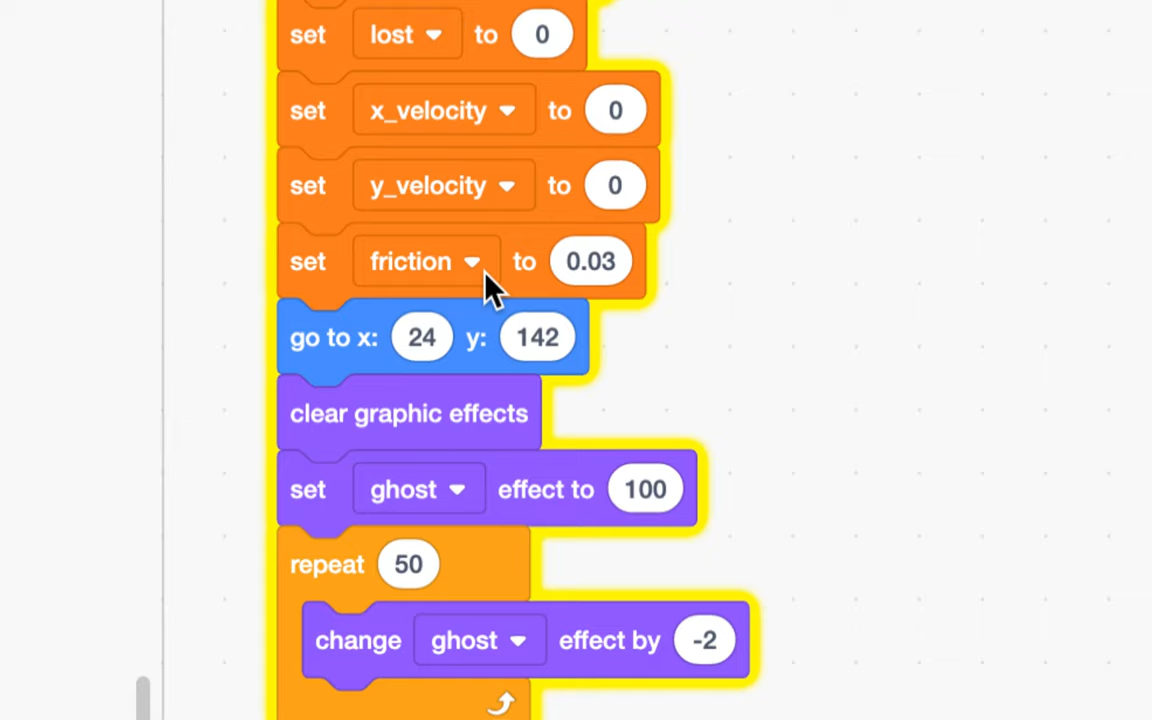 set lost to 0
set x_velocity to 0
set y_velocity to 0
set friction to 0.03
go to x: 24 y: 142
clear graphic effects
set ghost effect to 100
repeat 50
change ghost effect by -2